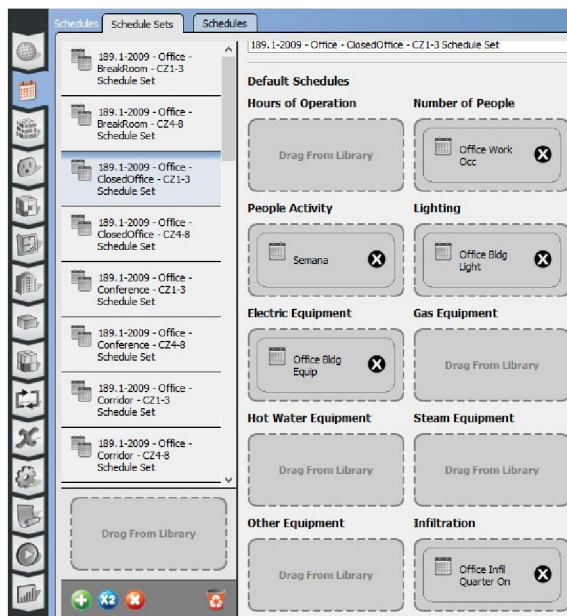 Schedules
Schedule Sets
Schedules
189.1-2009 - Office -
BreakRoom - CZ1-3
Schedule Set
189.1-2009 - Office -
BreakRoom - CZ4-8
Schedule Set
189.1-2009 - Office -
ClosedOffice - CZ1-3
Schedule Set
189.1-2009 - Office -
ClosedOffice - CZ4-8
Schedule Set
189.1-2009 - Office -
Conference - CZ1-3
Schedule Set
189.1-2009 - Office -
Conference - CZ4-8
Schedule Set
189.1-2009 - Office -
Corridor - CZ1-3
Schedule Set
189.1-2009 - Office -
Corridor - CZ4-8
Schedule Set
Drag From Library
X2
189.1-2009 - Office - ClosedOffice - CZ1-3 Schedule Set
Default Schedules
Hours of Operation
Drag From Library
Number of People
Office Work
Occ
People Activity
Semana
Lighting
Office Bldg
Light
Electric Equipment
Office Bldg
Equip
Gas Equipment
Drag From Library
Hot Water Equipment
Drag From Library
Steam Equipment
Drag From Library
Other Equipment
Drag From Library
Infiltration
Office Infil
Quarter On